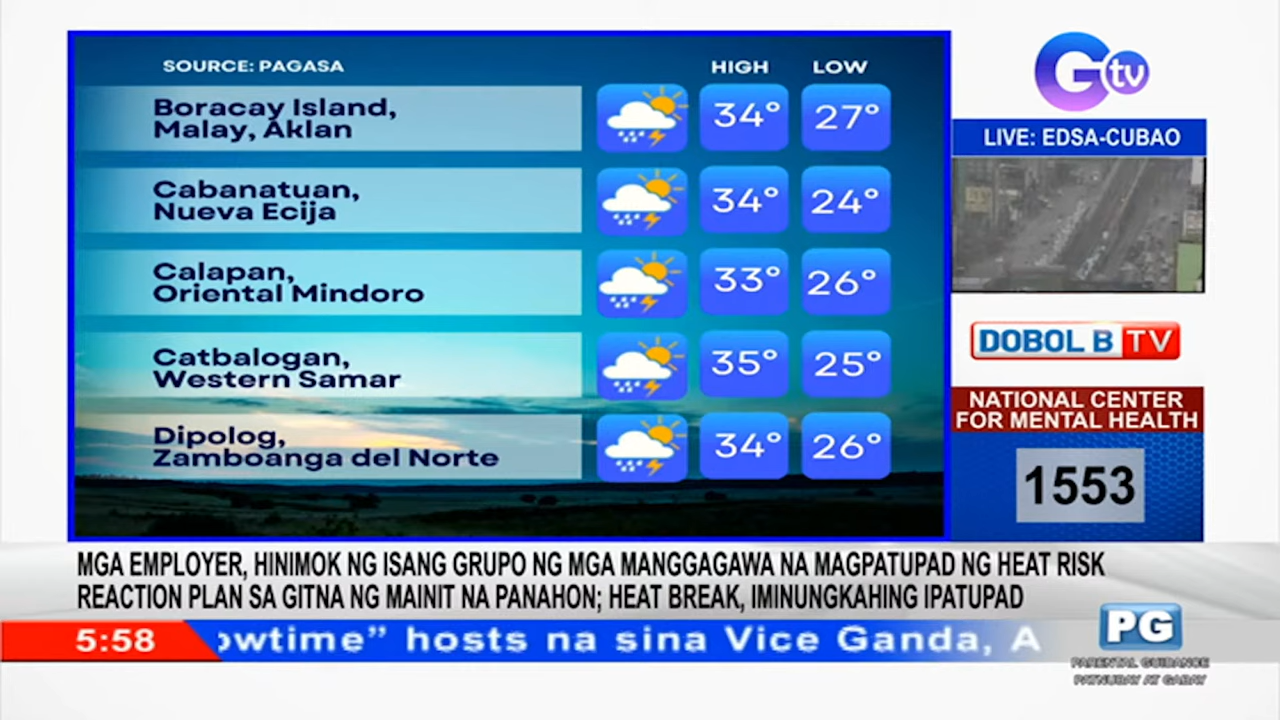 SOURCE: PAGASA
HIGH LOW
Boracay Island,
Malay, Aklan
34° 27°
Cabanatuan,
Nueva Ecija
34° 24°
Calapan,
Oriental Mindoro
33° 26°
Catbalogan,
Western Samar
35° 25°
Dipolog,
Zamboanga del Norte
34° 26°
Gtv
LIVE: EDSA-CUBAO
DOBOL B TV
NATIONAL CENTER
FOR MENTAL HEALTH
1553
MGA EMPLOYER, HINIMOK NG ISANG GRUPO NG MGA MANGGAGAWA NA MAGPATUPAD NG HEAT RISK
REACTION PLAN SA GITNA NG MAINIT NA PANAHON; HEAT BREAK, IMINUNGKAHING IPATUPAD
5:58 owtime” hosts na sina Vice Ganda, A
PG
PARENTAL GUIDANCE
PATNUBAY AT GABAY